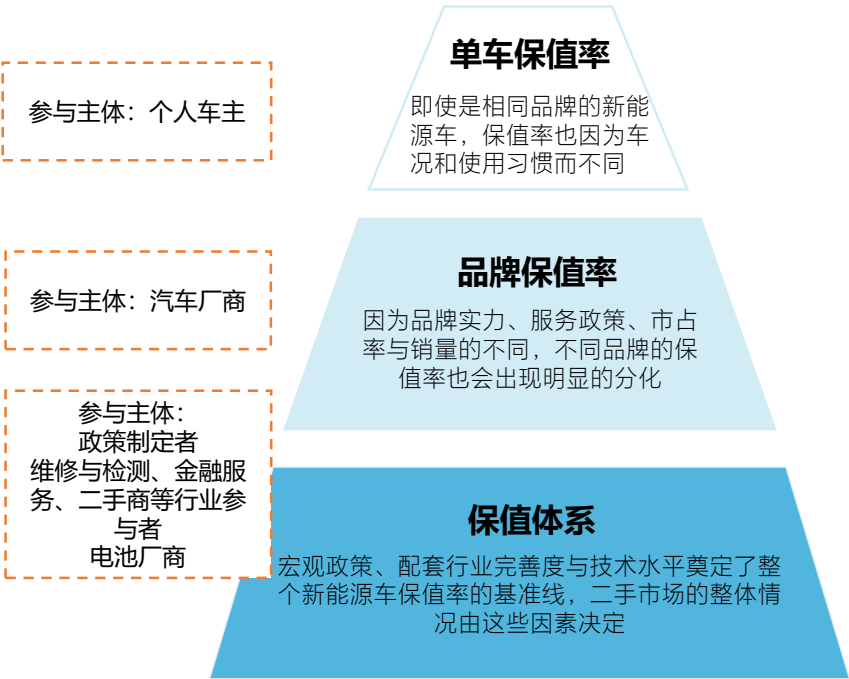 单车保值率
即使是相同品牌的新能
源车，保值率也因为车
况和使用习惯而不同
参与主体：个人车主
品牌保值率
因为品牌实力、服务政策、市占
率与销量的不同，不同品牌的保
值率也会出现明显的分化
参与主体：汽车厂商
参与主体：
政策制定者
维修与检测、金融服
务、二手商等行业参
与者
电池厂商
保值体系
宏观政策、配套行业完善度与技术水平奠定了整
个新能源车保值率的基准线，二手市场的整体情
况由这些因素决定